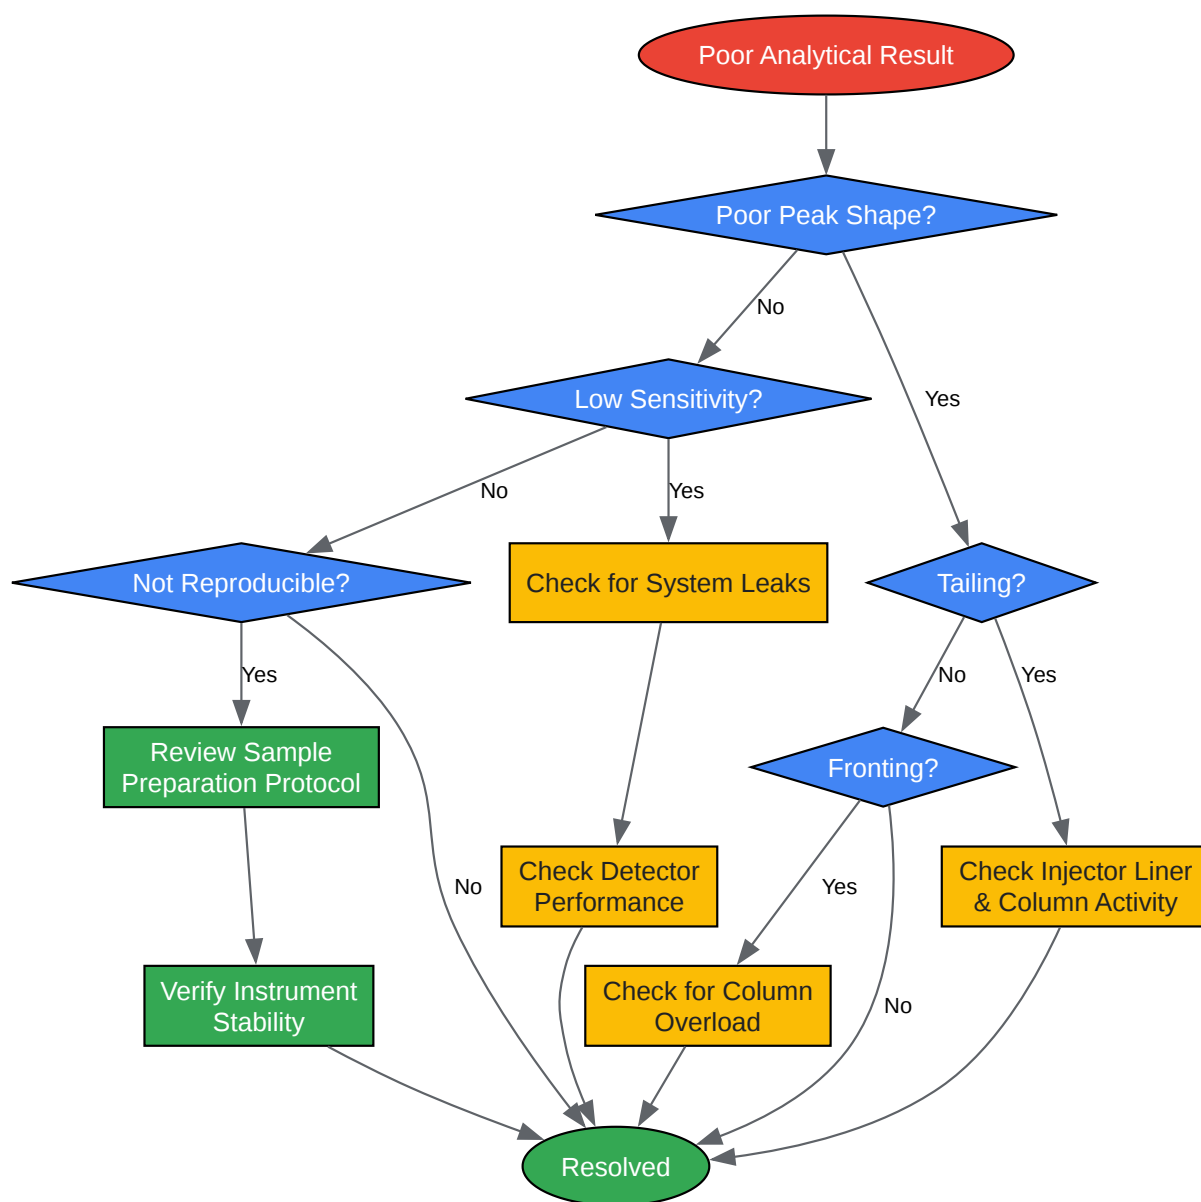 Poor Analytical Result
Poor Peak Shape?
No
Low Sensitivity?
Yes
No
Yes
Not Reproducible?
Check for System Leaks
Tailing?
Yes
No
Yes
Review Sample
Preparation Protocol
Fronting?
Check Detector
Performance
Check Injector Liner
& Column Activity
No
Yes
Verify Instrument
Stability
Check for Column
Overload
No
Resolved